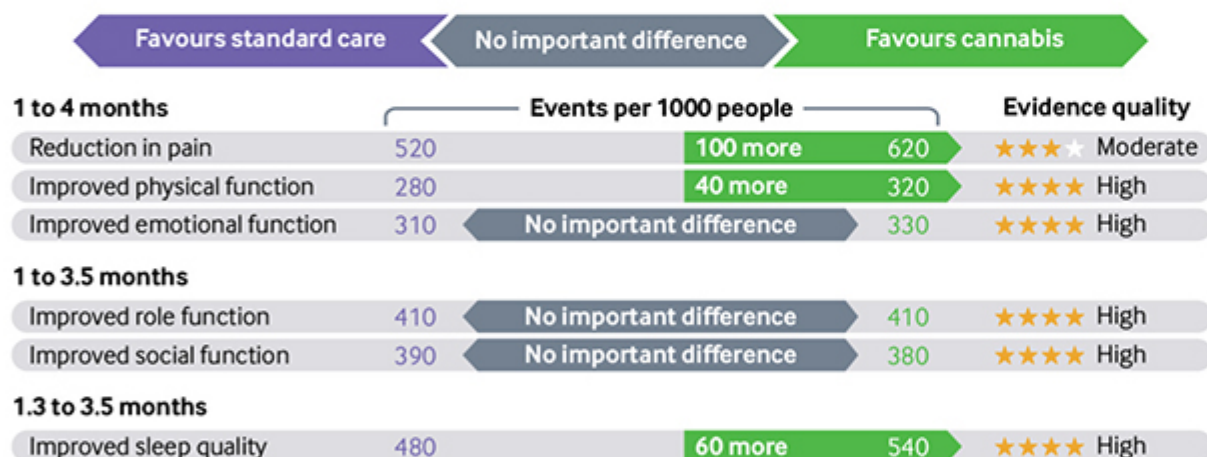 Favours standard care No important difference Favours cannabis
1 to 4 months Events per 1000 people Evidence quality
Reduction in pain 520 100 more 620 Moderate
Improved physical function 280 40 more 320 High
Improved emotional function 310 No important difference 330 High
1 to 3.5 months
Improved role function 410 No important difference 410 High
Improved social function 390 No important difference 380 High
1.3 to 3.5 months
Improved sleep quality 480 60 more 540 High